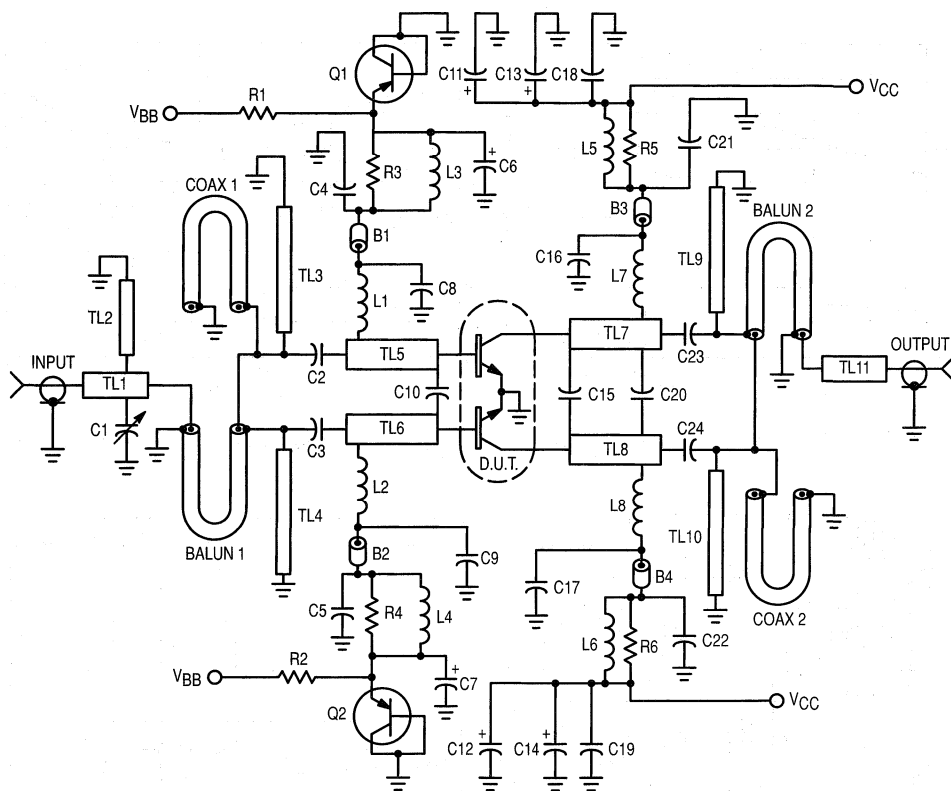 C11
C13
C18
Q1
+
+
VCC
VBB
R1
L5
R5
C21
R3
L3
+
C6
C4
COAX 1
B3
BALUN 2
B1
C16
TL3
L7
TL9
C8
TL2
L1
INPUT
TL7
OUTPUT
TL1
TL5
C23
TL11
C2
C10
C15
C20
C1
TL6
TL8
C24
C3
D.U.T.
L2
L8
TL4
TL10
BALUN 1
B2
C9
B4
C17
C5
R4
L4
COAX 2
L6
R6
C22
R2
VBB
+
C7
VCC
Q2
+
+
C12
C14
C19